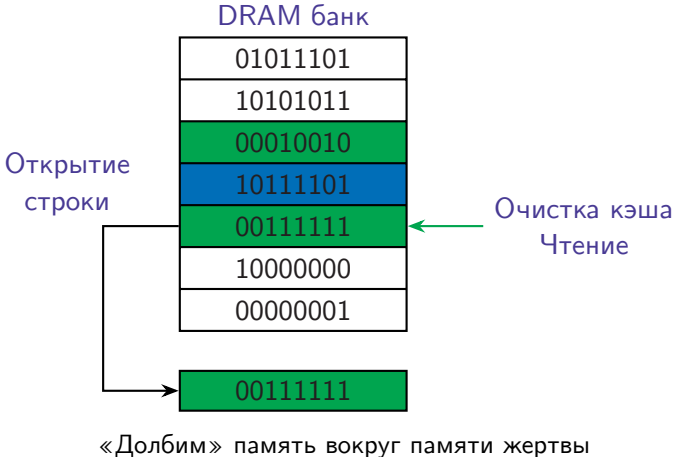 DRAM банк
01011101
10101011
00010010
10111101
00111111
10000000
00000001
Открытие
строки
Очистка кэша
Чтение
00111111
«Долбим» память вокруг памяти жертвы